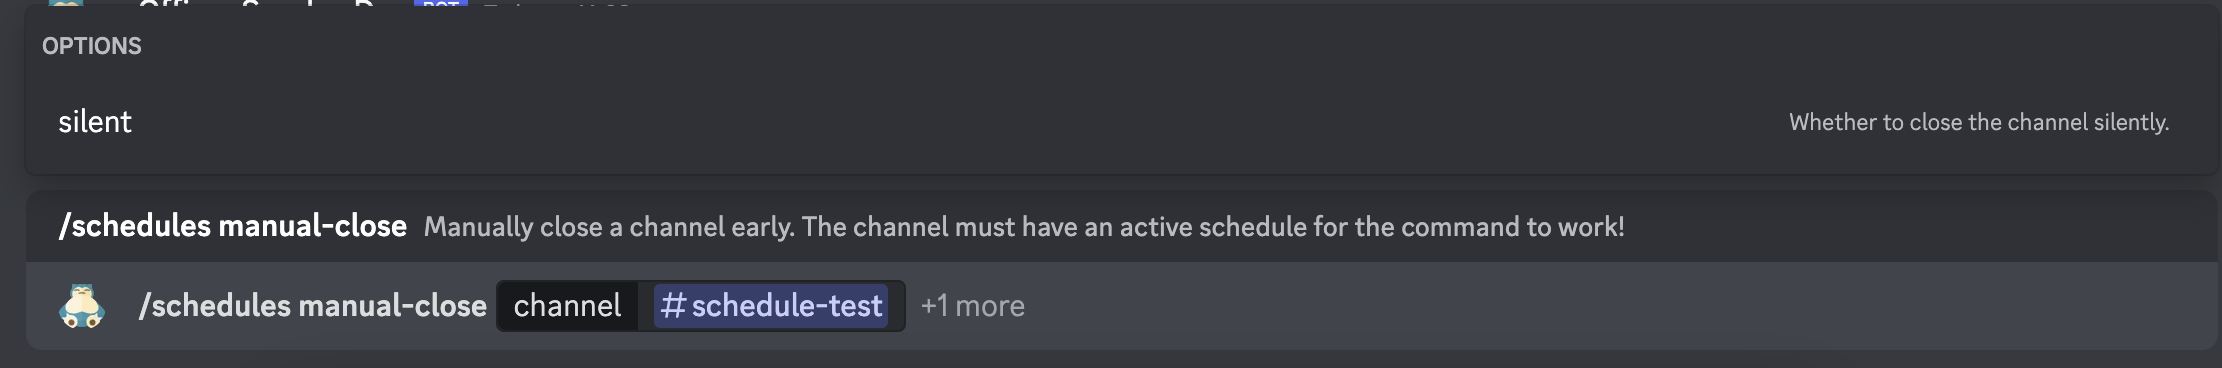 BOT
OPTIONS
silent Whether to close the channel silently.
/schedules manual-close Manually close a channel early. The channel must have an active schedule for the command to work!
/schedules manual-close channel #schedule-test +1 more